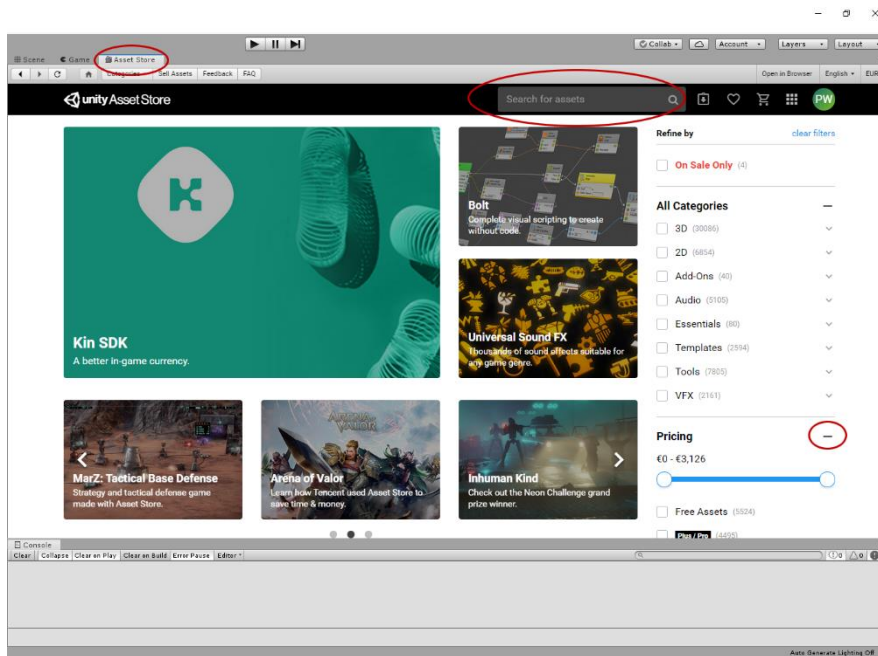 Collab
Account
Layers
Layout
Scene
Game
Asset Store
Categories
Sell Assets
Feedback
FAQ
Open in Browser
English
EUR
unity Asset Store
Search for assets
PW
Kin SDK
A better in-game currency.
Bolt
Complete visual scripting to create
without code.
Universal Sound FX
Thousands of sound effects suitable for
any game genre.
MarZ: Tactical Base Defense
Strategy and tactical defense game
made with Asset Store.
ARENA OF
VALOR
Arena of Valor
Learn how Tencent used Asset Store to
save time & money.
Inhuman Kind
Check out the Neon Challenge grand
prize winner.
Refine by
clear filters
On Sale Only (4)
All Categories
3D (30086)
2D (6854)
Add-Ons (40)
Audio (5105)
Essentials (80)
Templates (2594)
Tools (7805)
VFX (2161)
Pricing
€0 - €3,126
Free Assets (5524)
Plus / Pro (4495)
Console
Clear
Collapse
Clear on Play
Clear on Build
Error Pause
Editor
0
0
Auto Generate Lighting Off